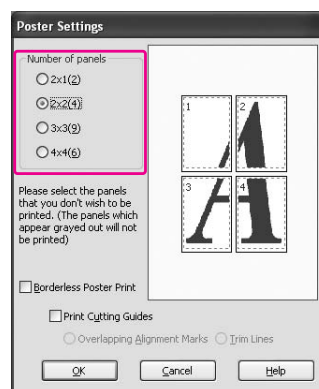 Poster Settings
Number of panels
2x1(2)
2x2(4)
3x3(9)
4x4(6)
1
2
3
4
Please select the panels
that you don't wish to be
printed. (The panels which
appear grayed out will not
be printed)
Borderless Poster Print
Print Cutting Guides
Overlapping Alignment Marks
Trim Lines
OK
Cancel
Help